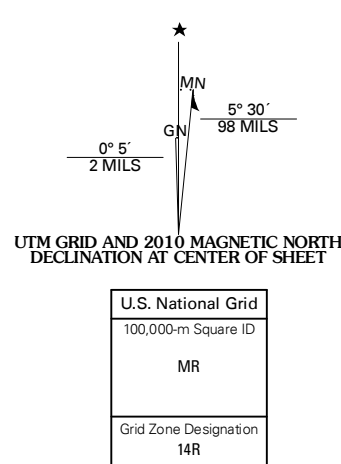 MN
GN
5° 30´
98 MILS
0° 5´
2 MILS
UTM GRID AND 2010 MAGNETIC NORTH
DECLINATION AT CENTER OF SHEET
U.S. National Grid
100,000-m Square ID
MR
Grid Zone Designation
14R